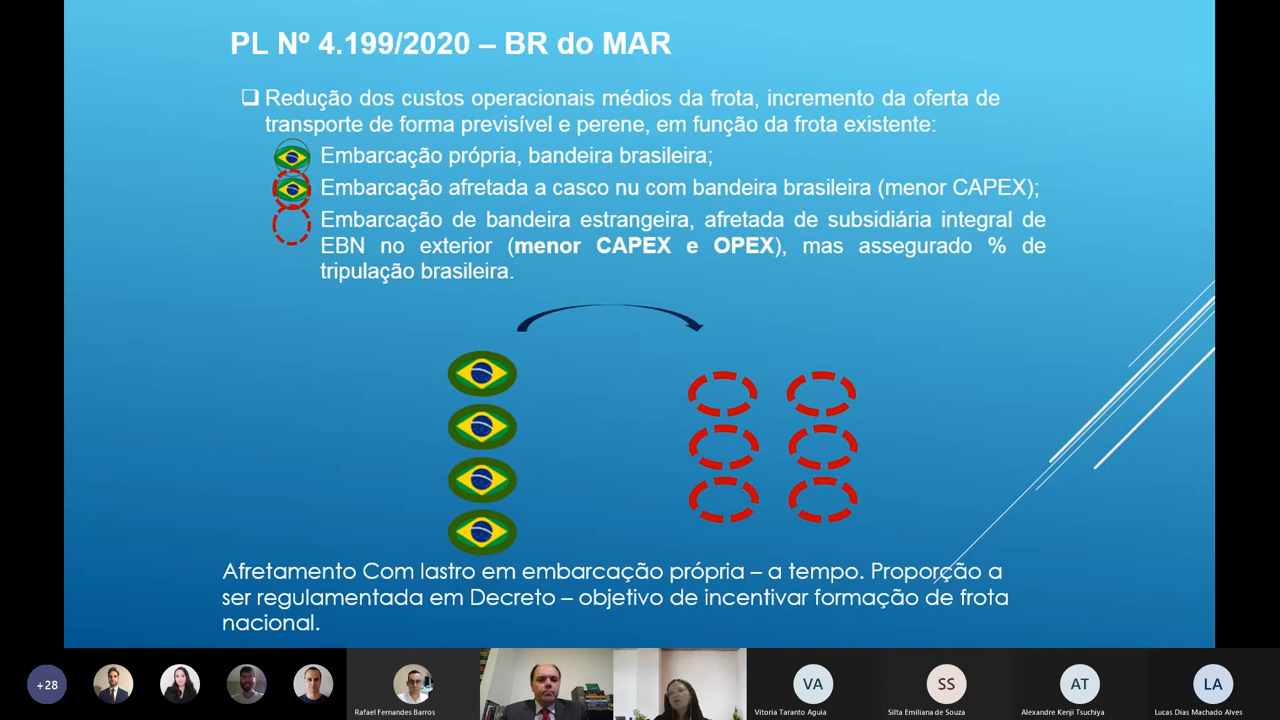 PL Nº 4.199/2020 – BR do MAR
Redução dos custos operacionais médios da frota, incremento da oferta de
transporte de forma previsível e perene, em função da frota existente:
Embarcação própria, bandeira brasileira;
Embarcação afretada a casco nu com bandeira brasileira (menor CAPEX);
Embarcação de bandeira estrangeira, afretada de subsidiária integral de
EBN no exterior (menor CAPEX e OPEX), mas assegurado % de
tripulação brasileira.
Afretamento Com lastro em embarcação própria – a tempo. Proporção a
ser regulamentada em Decreto – objetivo de incentivar formação de frota
nacional.
+28
VA
SS
AT
LA
Rafael Fernandes Barros
Vitoria Taranto Aguia
Silta Emiliana de Souza
Alexandre Kenji Tsuchiya
Lucas Dias Machado Alves